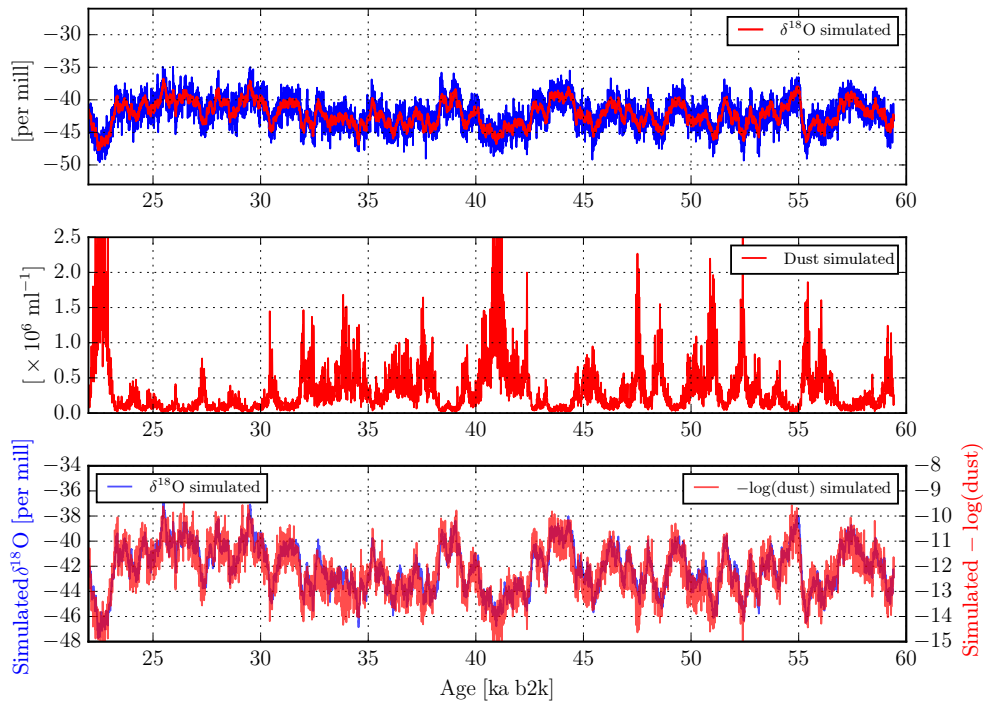 [per mill]
−30
−35
−40
−45
−50
δ¹⁸O simulated
25 30 35 40 45 50 55 60
[× 10⁶ ml⁻¹]
2.5
2.0
1.5
1.0
0.5
0.0
Dust simulated
25 30 35 40 45 50 55 60
Simulated δ¹⁸O [per mill]
−34
−36
−38
−40
−42
−44
−46
−48
δ¹⁸O simulated
−log(dust) simulated
−8
−9
−10
−11
−12
−13
−14
−15
Simulated − log(dust)
25 30 35 40 45 50 55 60
Age [ka b2k]